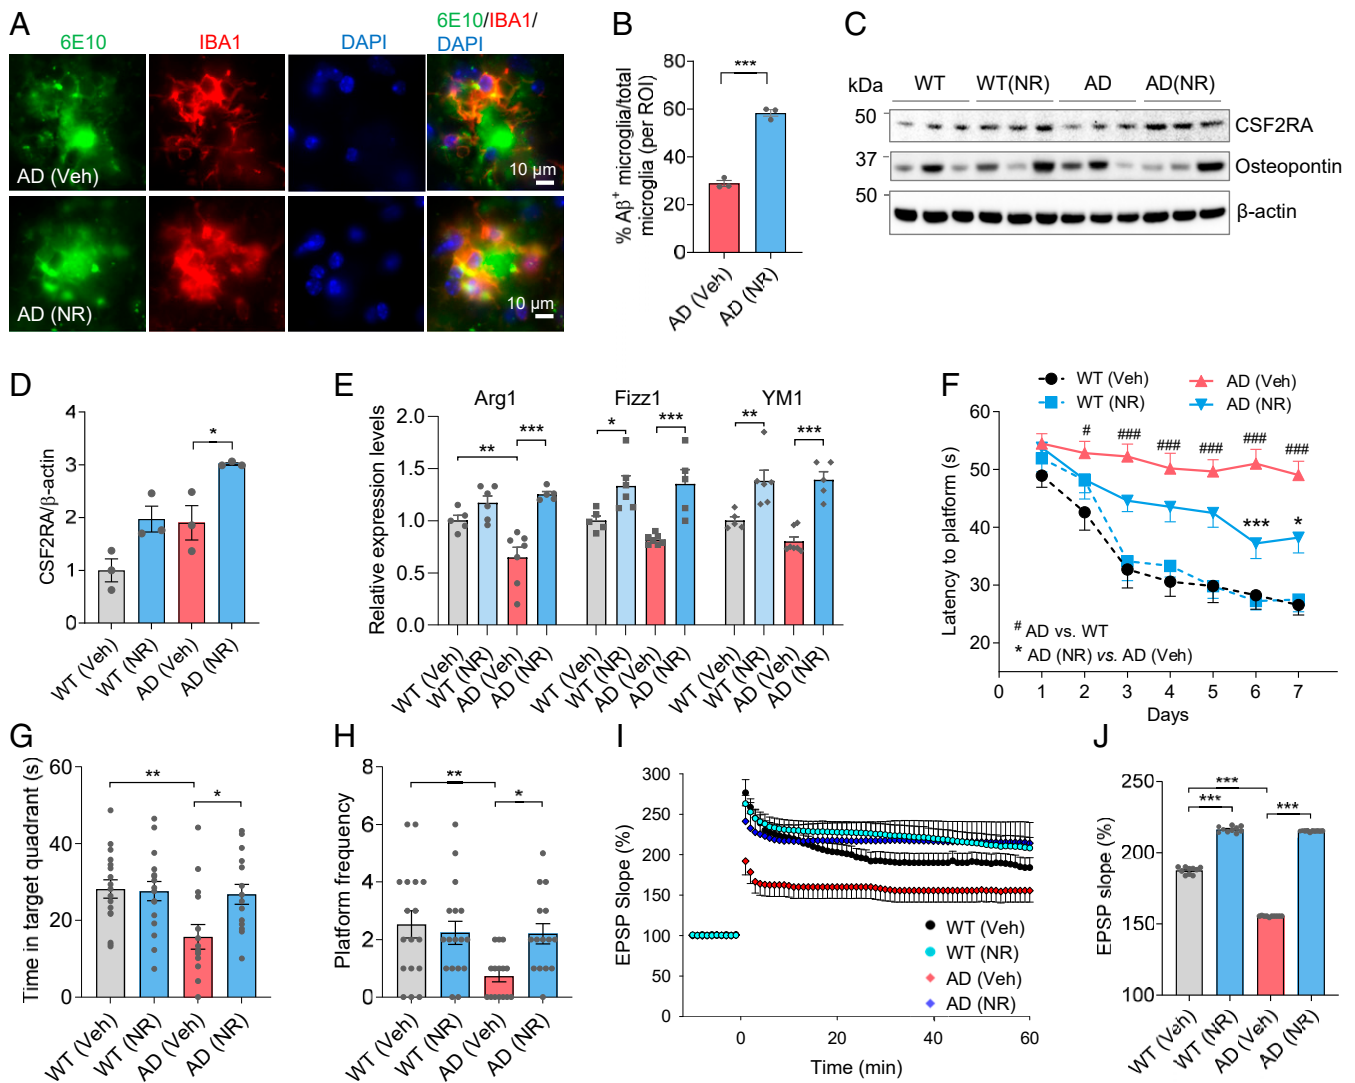 A
6E10
IBA1
DAPI
6E10/IBA1/
DAPI
AD (Veh)
10 µm
AD (NR)
10 µm
B
% Aβ+ microglia/total
microglia (per ROI)
80
60
40
20
0
***
AD (Veh)
AD (NR)
C
kDa
WT
WT(NR)
AD
AD(NR)
50
CSF2RA
37
Osteopontin
50
β-actin
D
CSF2RA/β-actin
4
3
2
1
0
*
WT (Veh)
WT (NR)
AD (Veh)
AD (NR)
E
Relative expression levels
2.0
1.5
1.0
0.5
0.0
Arg1
Fizz1
YM1
**
***
*
***
**
***
WT (Veh)
WT (NR)
AD (Veh)
AD (NR)
WT (Veh)
WT (NR)
AD (Veh)
AD (NR)
WT (Veh)
WT (NR)
AD (Veh)
AD (NR)
F
WT (Veh)
WT (NR)
AD (Veh)
AD (NR)
Latency to platform (s)
60
50
40
30
20
#
###
###
###
###
###
***
*
# AD vs. WT
* AD (NR) vs. AD (Veh)
0
1
2
3
4
5
6
7
Days
G
Time in target quadrant (s)
60
40
20
0
**
*
WT (Veh)
WT (NR)
AD (Veh)
AD (NR)
H
Platform frequency
8
6
4
2
0
**
*
WT (Veh)
WT (NR)
AD (Veh)
AD (NR)
I
EPSP Slope (%)
300
250
200
150
100
50
0
WT (Veh)
WT (NR)
AD (Veh)
AD (NR)
0
20
40
60
Time (min)
J
EPSP slope (%)
250
200
150
100
***
***
***
WT (Veh)
WT (NR)
AD (Veh)
AD (NR)